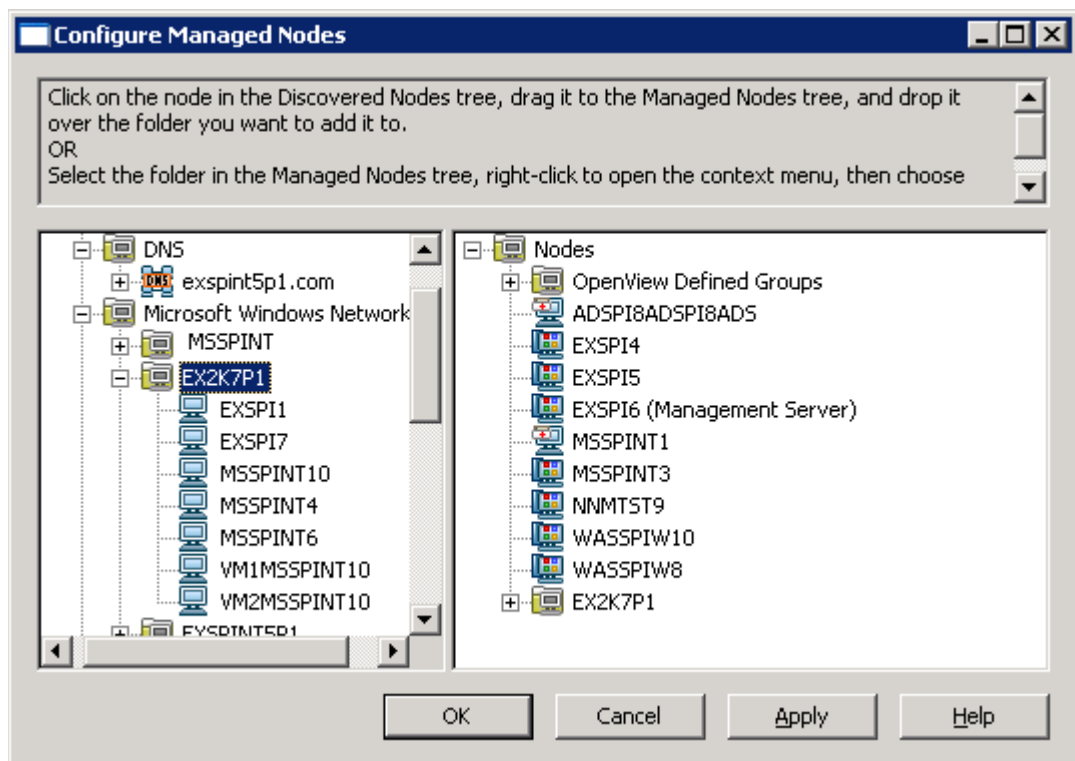 Configure Managed Nodes
Click on the node in the Discovered Nodes tree, drag it to the Managed Nodes tree, and drop it
over the folder you want to add it to.
OR
Select the folder in the Managed Nodes tree, right-click to open the context menu, then choose
DNS
DNS
exspint5p1.com
Microsoft Windows Network
MSSPINT
EX2K7P1
EXSPI1
EXSPI7
MSSPINT10
MSSPINT4
MSSPINT6
VM1MSSPINT10
VM2MSSPINT10
EXSPINT5P1
Nodes
OpenView Defined Groups
ADSPI8ADSPI8ADS
EXSPI4
EXSPI5
EXSPI6 (Management Server)
MSSPINT1
MSSPINT3
NNMTST9
WASSPIW10
WASSPIW8
EX2K7P1
OK
Cancel
Apply
Help